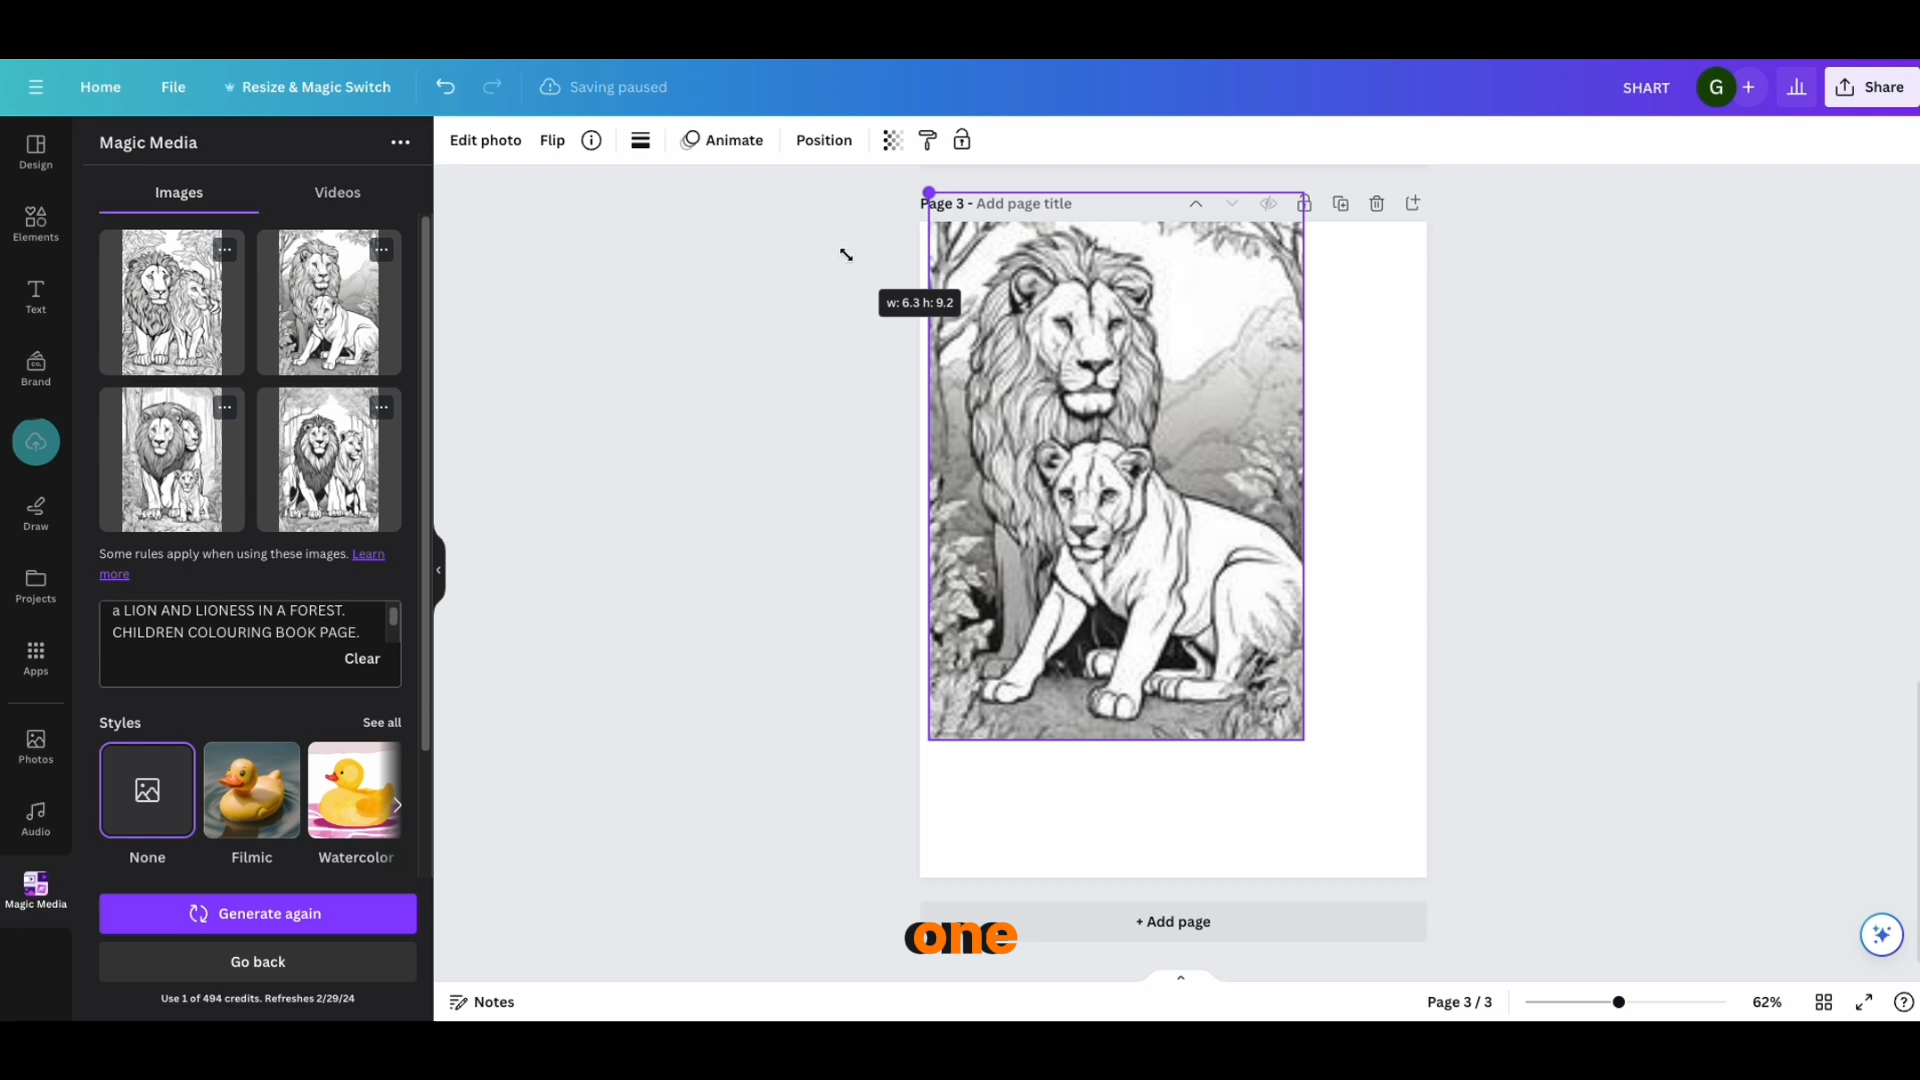 Home File Resize & Magic Switch Saving paused SHART G + Share
Magic Media
Edit photo Flip Animate Position
Design
Images Videos
Page 3 - Add page title
Elements
w: 6.3 h: 9.2
Text
Brand
Draw
Some rules apply when using these images. Learn
more
Projects
a LION AND LIONESS IN A FOREST.
CHILDREN COLOURING BOOK PAGE.
Clear
Apps
Styles See all
Photos
Audio
None Filmic Watercolor
Magic Media
Generate again
+ Add page
one
Go back
Use 1 of 494 credits. Refreshes 2/29/24
Notes Page 3 / 3 62%